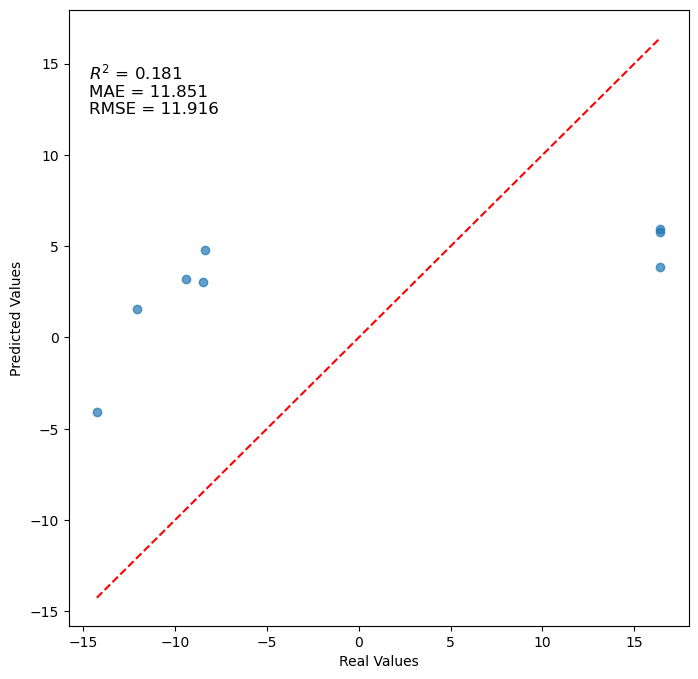 R² = 0.181
MAE = 11.851
RMSE = 11.916
15
10
5
0
−5
−10
−15
Predicted Values
−15 −10 −5 0 5 10 15
Real Values